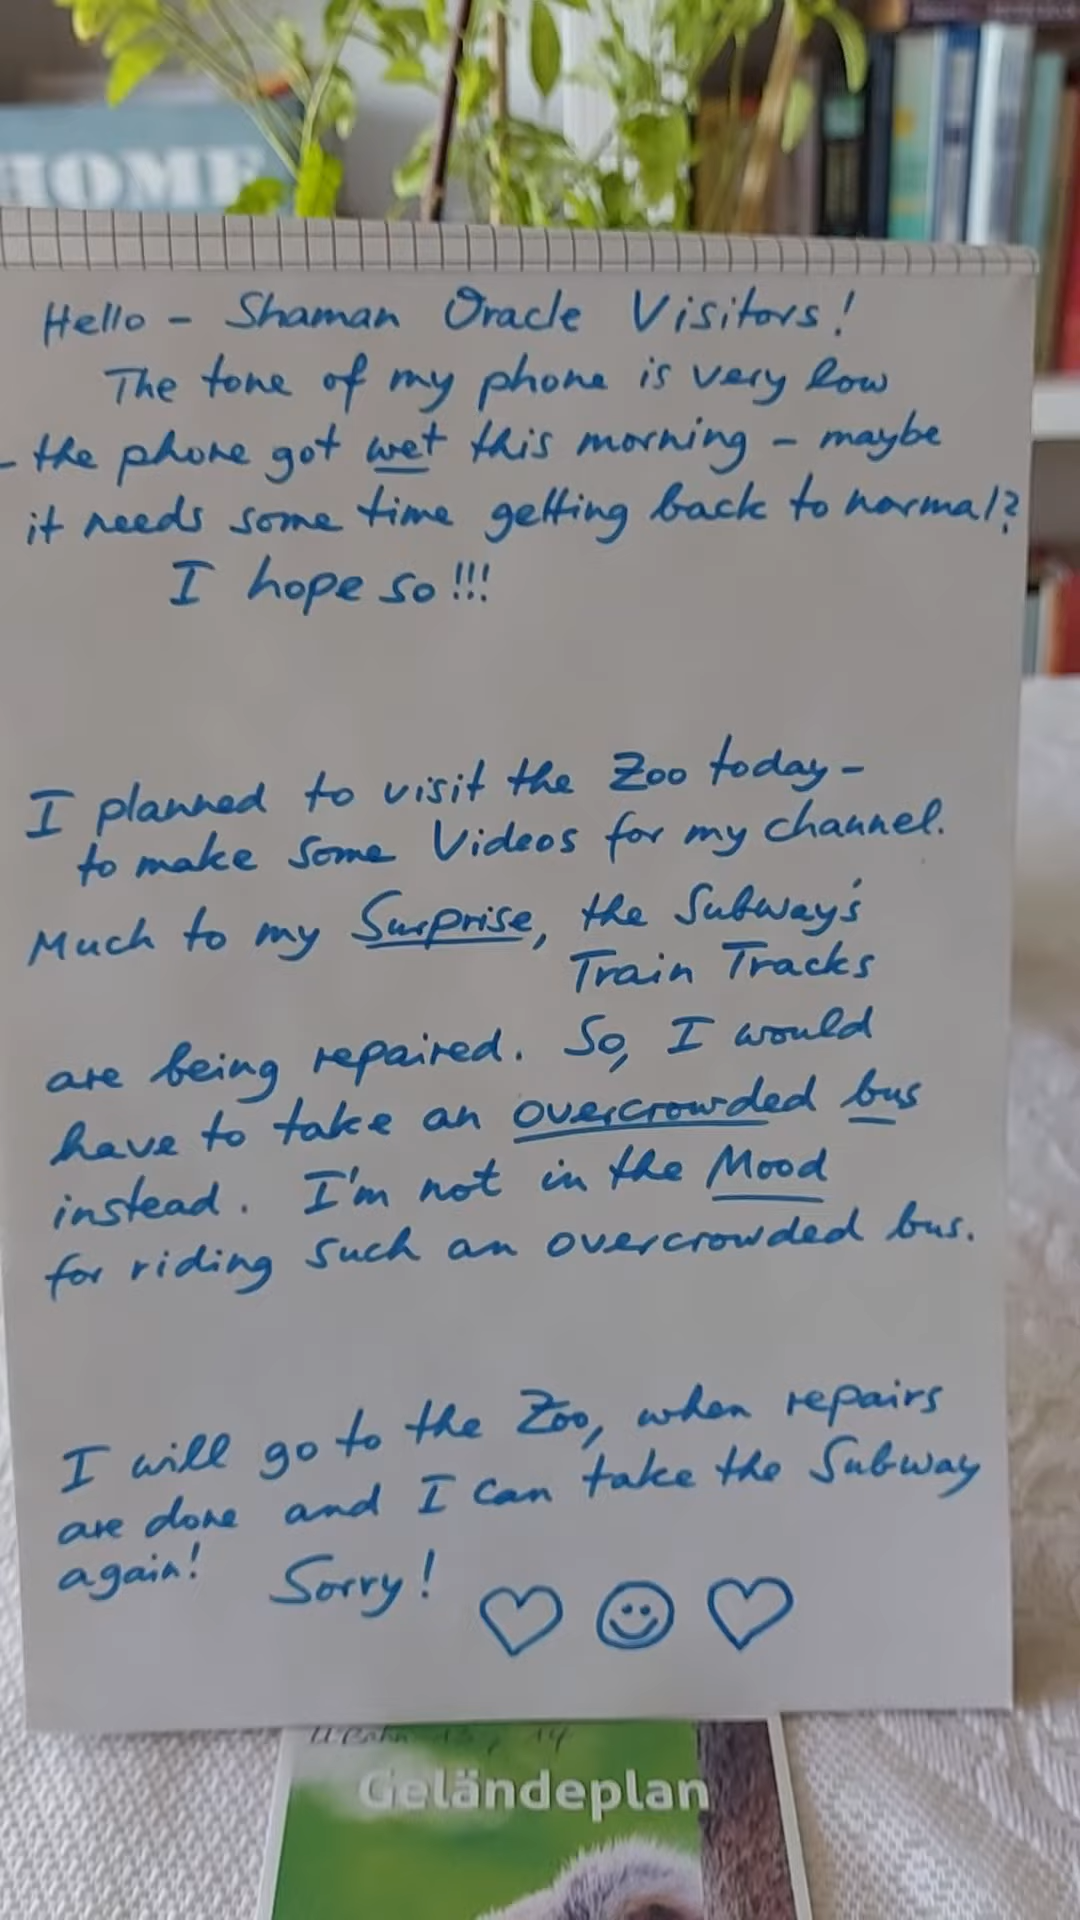 HOME
Hello - Shaman Oracle Visitors!
The tone of my phone is very low
- the phone got wet this morning - maybe
it needs some time getting back to normal?
I hope so!!!
I planned to visit the Zoo today -
to make some Videos for my channel.
Much to my Surprise, the Subway's
Train Tracks
are being repaired. So, I would
have to take an overcrowded bus
instead. I'm not in the Mood
for riding such an overcrowded bus.
I will go to the Zoo, when repairs
are done and I can take the Subway
again! Sorry!
U Bahn 13, 14
Geländeplan